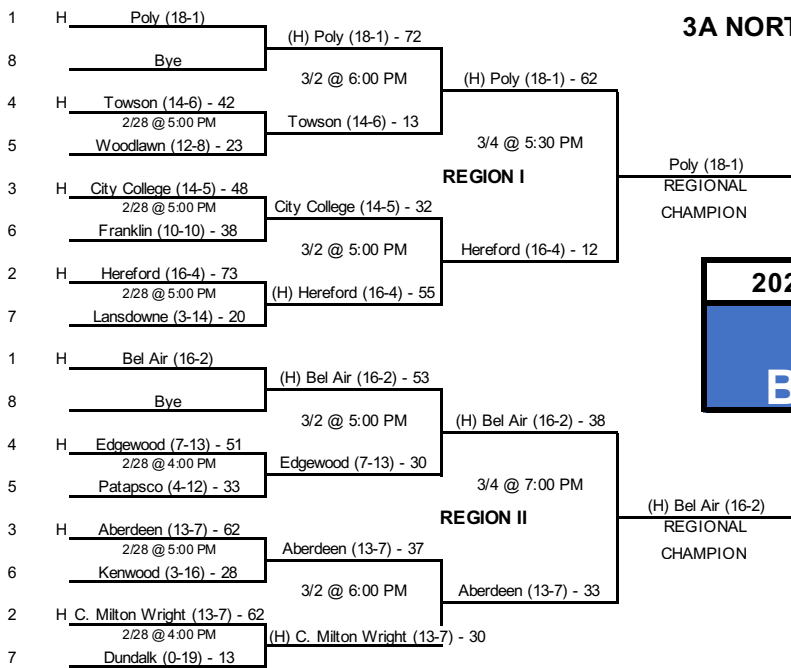 3A NORT
1 H Poly (18-1)
(H) Poly (18-1) - 72
8 Bye
3/2 @ 6:00 PM
(H) Poly (18-1) - 62
4 H Towson (14-6) - 42
2/28 @ 5:00 PM
Towson (14-6) - 13
5 Woodlawn (12-8) - 23
3/4 @ 5:30 PM
Poly (18-1)
REGION I
REGIONAL
CHAMPION
3 H City College (14-5) - 48
2/28 @ 5:00 PM
City College (14-5) - 32
6 Franklin (10-10) - 38
3/2 @ 5:00 PM
Hereford (16-4) - 12
2 H Hereford (16-4) - 73
2/28 @ 5:00 PM
(H) Hereford (16-4) - 55
7 Lansdowne (3-14) - 20
202
B
1 H Bel Air (16-2)
(H) Bel Air (16-2) - 53
8 Bye
3/2 @ 5:00 PM
(H) Bel Air (16-2) - 38
4 H Edgewood (7-13) - 51
2/28 @ 4:00 PM
Edgewood (7-13) - 30
5 Patapsco (4-12) - 33
3/4 @ 7:00 PM
(H) Bel Air (16-2)
REGION II
REGIONAL
CHAMPION
3 H Aberdeen (13-7) - 62
2/28 @ 5:00 PM
Aberdeen (13-7) - 37
6 Kenwood (3-16) - 28
3/2 @ 6:00 PM
Aberdeen (13-7) - 33
2 H C. Milton Wright (13-7) - 62
2/28 @ 4:00 PM
(H) C. Milton Wright (13-7) - 30
7 Dundalk (0-19) - 13